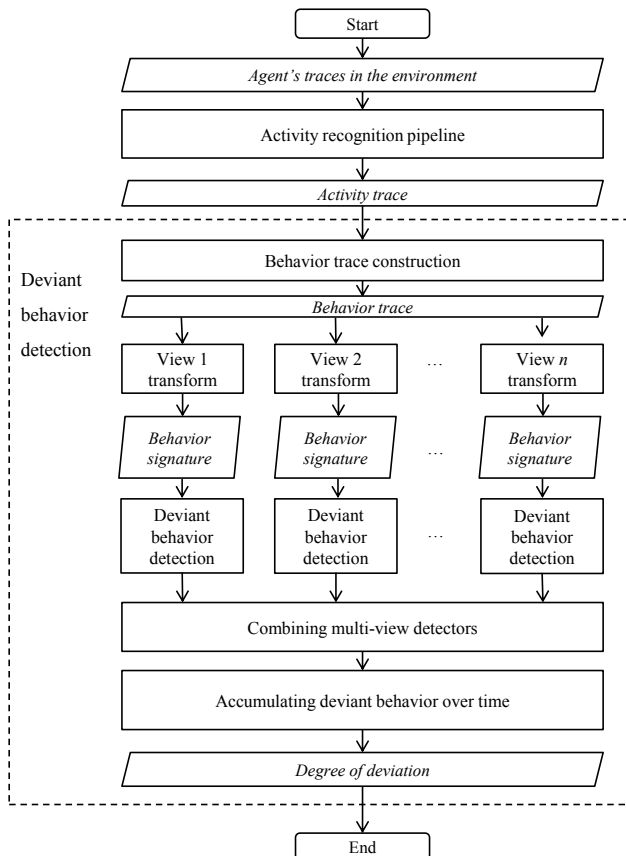 Start
Agent's traces in the environment
Activity recognition pipeline
Activity trace
Deviant
behavior
detection
Behavior trace construction
Behavior trace
View 1
transform
View 2
transform
…
View n
transform
Behavior
signature
Behavior
signature
…
Behavior
signature
Deviant
behavior
detection
Deviant
behavior
detection
…
Deviant
behavior
detection
Combining multi-view detectors
Accumulating deviant behavior over time
Degree of deviation
End